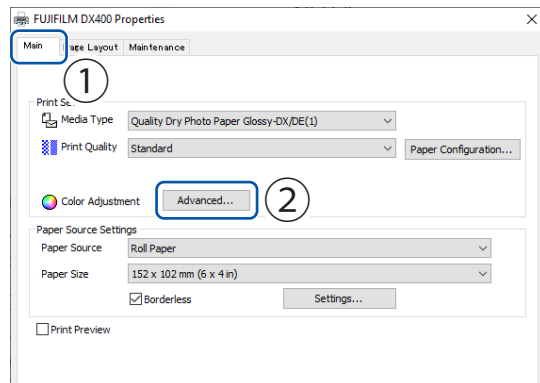 FUJIFILM DX400 Properties
Main Page Layout Maintenance
1
Print Se
Media Type Quality Dry Photo Paper Glossy-DX/DE(1)
Print Quality Standard Paper Configuration...
Color Adjustment Advanced... 2
Paper Source Settings
Paper Source Roll Paper
Paper Size 152 x 102 mm (6 x 4 in)
Borderless Settings...
Print Preview